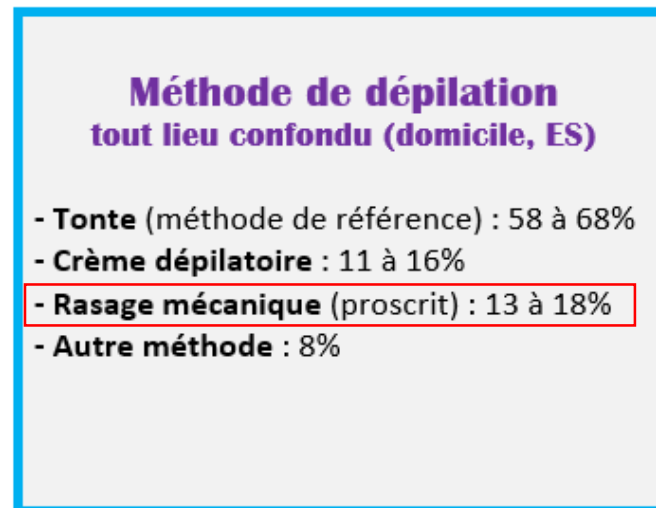 Méthode de dépilation
tout lieu confondu (domicile, ES)
- Tonte (méthode de référence) : 58 à 68%
- Crème dépilatoire : 11 à 16%
- Rasage mécanique (proscrit) : 13 à 18%
- Autre méthode : 8%